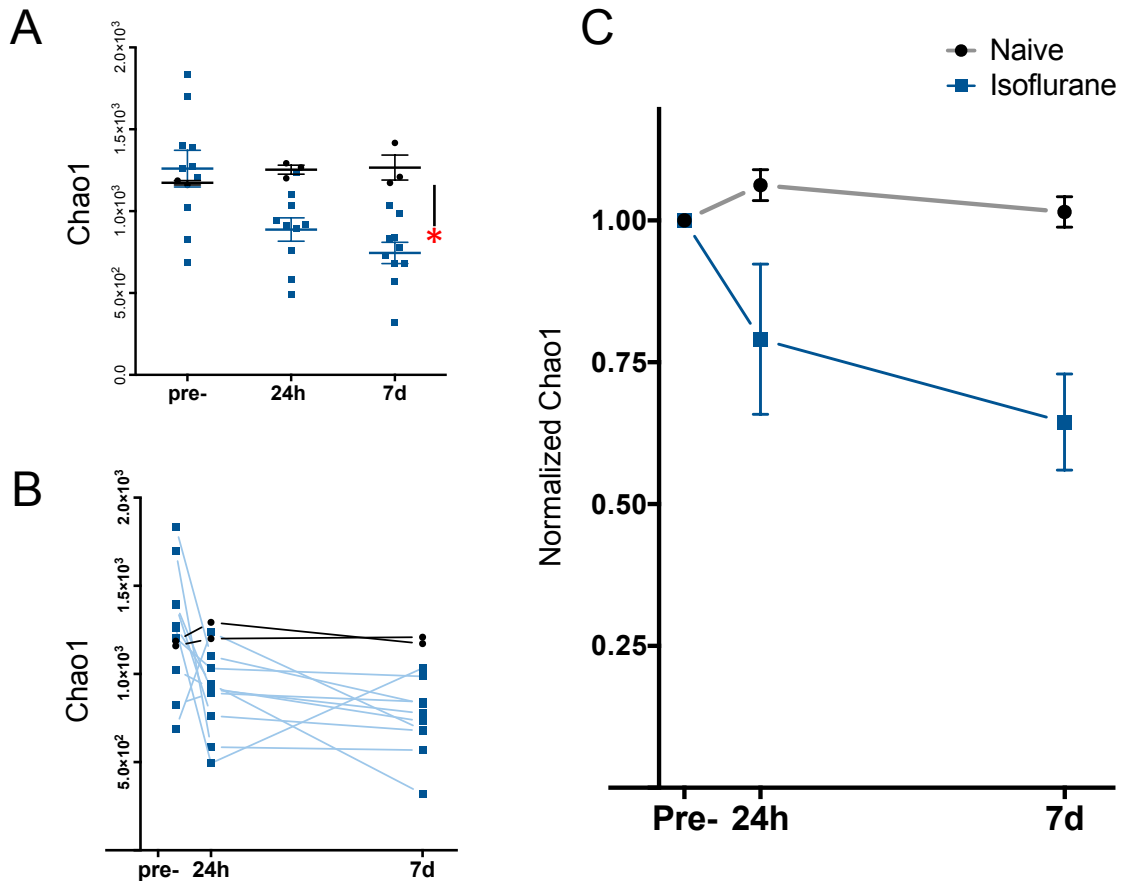 A
Chao1
2.0×10³
1.5×10³
1.0×10³
5.0×10²
0.0
*
pre- 24h 7d
B
Chao1
2.0×10³
1.5×10³
1.0×10³
5.0×10²
pre- 24h 7d
C
Naive
Isoflurane
Normalized Chao1
1.00
0.75
0.50
0.25
Pre- 24h 7d